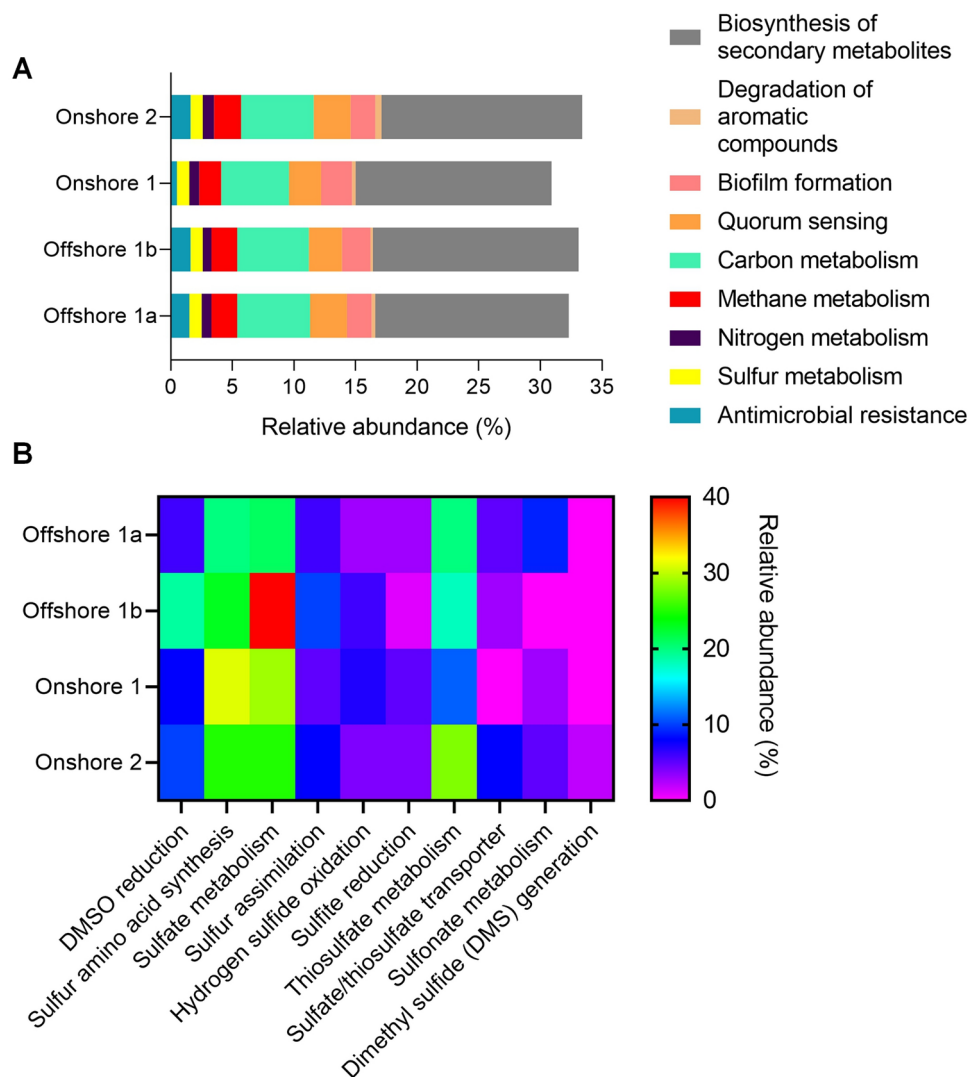 A
Onshore 2
Onshore 1
Offshore 1b
Offshore 1a
0 5 10 15 20 25 30 35
Relative abundance (%)
Biosynthesis of
secondary metabolites
Degradation of
aromatic
compounds
Biofilm formation
Quorum sensing
Carbon metabolism
Methane metabolism
Nitrogen metabolism
Sulfur metabolism
Antimicrobial resistance
B
Offshore 1a
Offshore 1b
Onshore 1
Onshore 2
DMSO reduction
Sulfur amino acid synthesis
Sulfate metabolism
Sulfur assimilation
Hydrogen sulfide oxidation
Sulfite reduction
Thiosulfate metabolism
Sulfate/thiosulfate transporter
Sulfonate metabolism
Dimethyl sulfide (DMS) generation
40
30
20
10
0
Relative abundance (%)